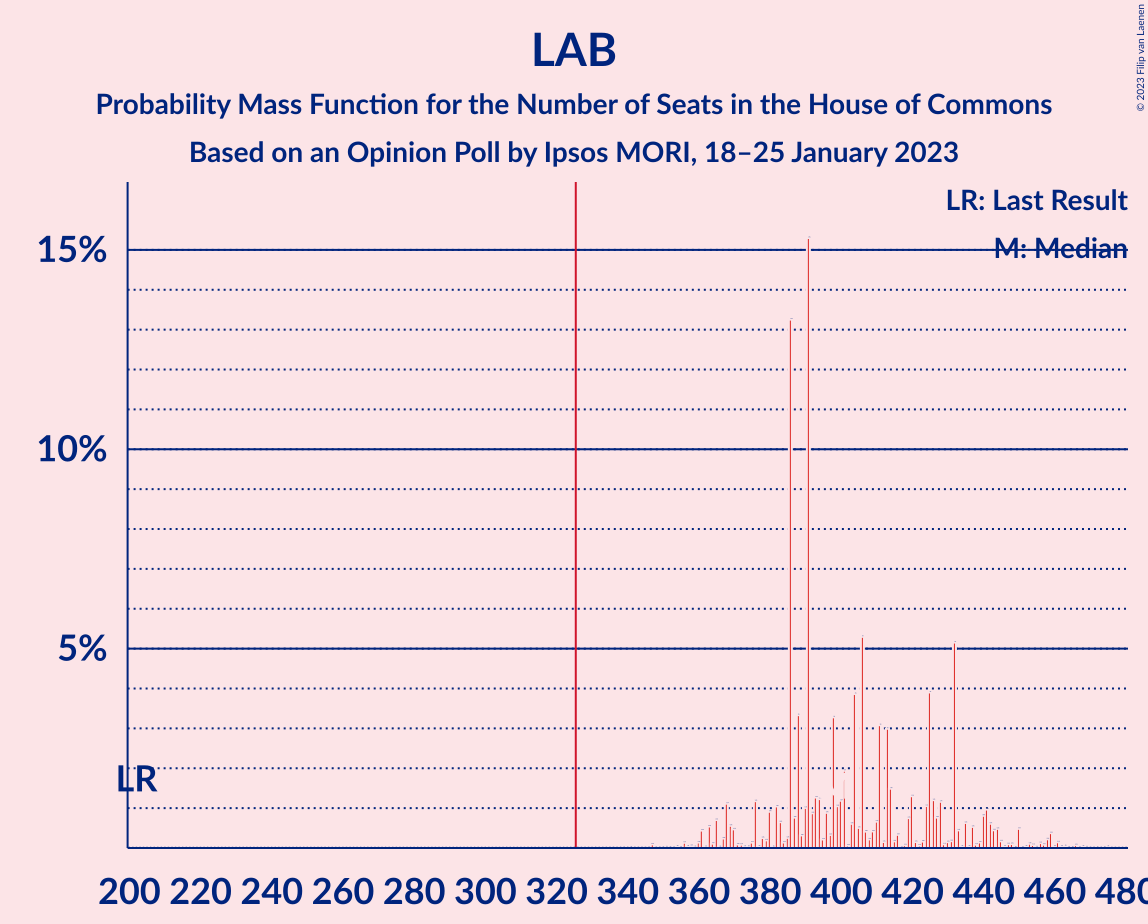 LAB
Probability Mass Function for the Number of Seats in the House of Commons
Based on an Opinion Poll by Ipsos MORI, 18–25 January 2023
© 2023 Filip van Laenen
LR: Last Result
M: Median
15%
10%
5%
LR
200 220 240 260 280 300 320 340 360 380 400 420 440 460 480